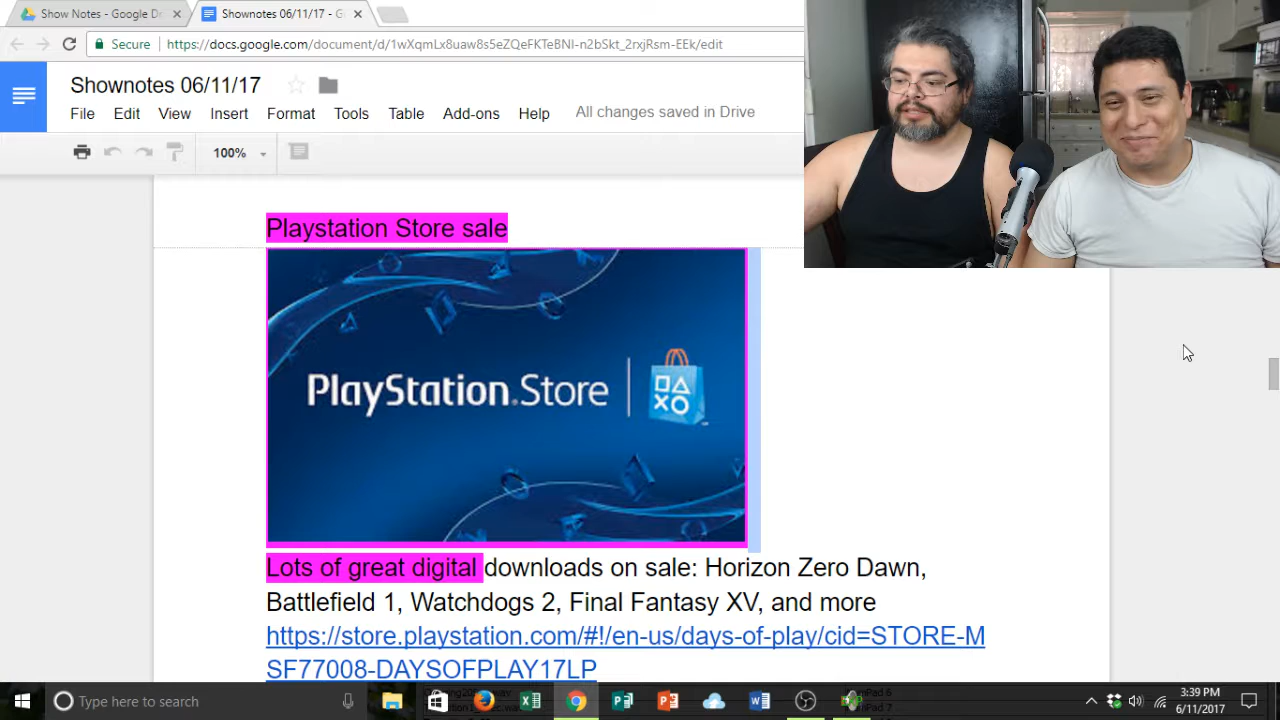 Show Notes - Google Dr
Shownotes 06/11/17 - G
Secure
https://docs.google.com/document/d/1wXqmLx8uaw8s5eZQeFKTeBNI-n2bSkt_2rxjRsm-EEk/edit
Shownotes 06/11/17
File Edit View Insert Format Tools Table Add-ons Help All changes saved in Drive
100%
Playstation Store sale
PlayStation.Store
Lots of great digital downloads on sale: Horizon Zero Dawn,
Battlefield 1, Watchdogs 2, Final Fantasy XV, and more
https://store.playstation.com/#!/en-us/days-of-play/cid=STORE-M
SF77008-DAYSOFPLAY17LP
Type here to search
3:39 PM
6/11/2017